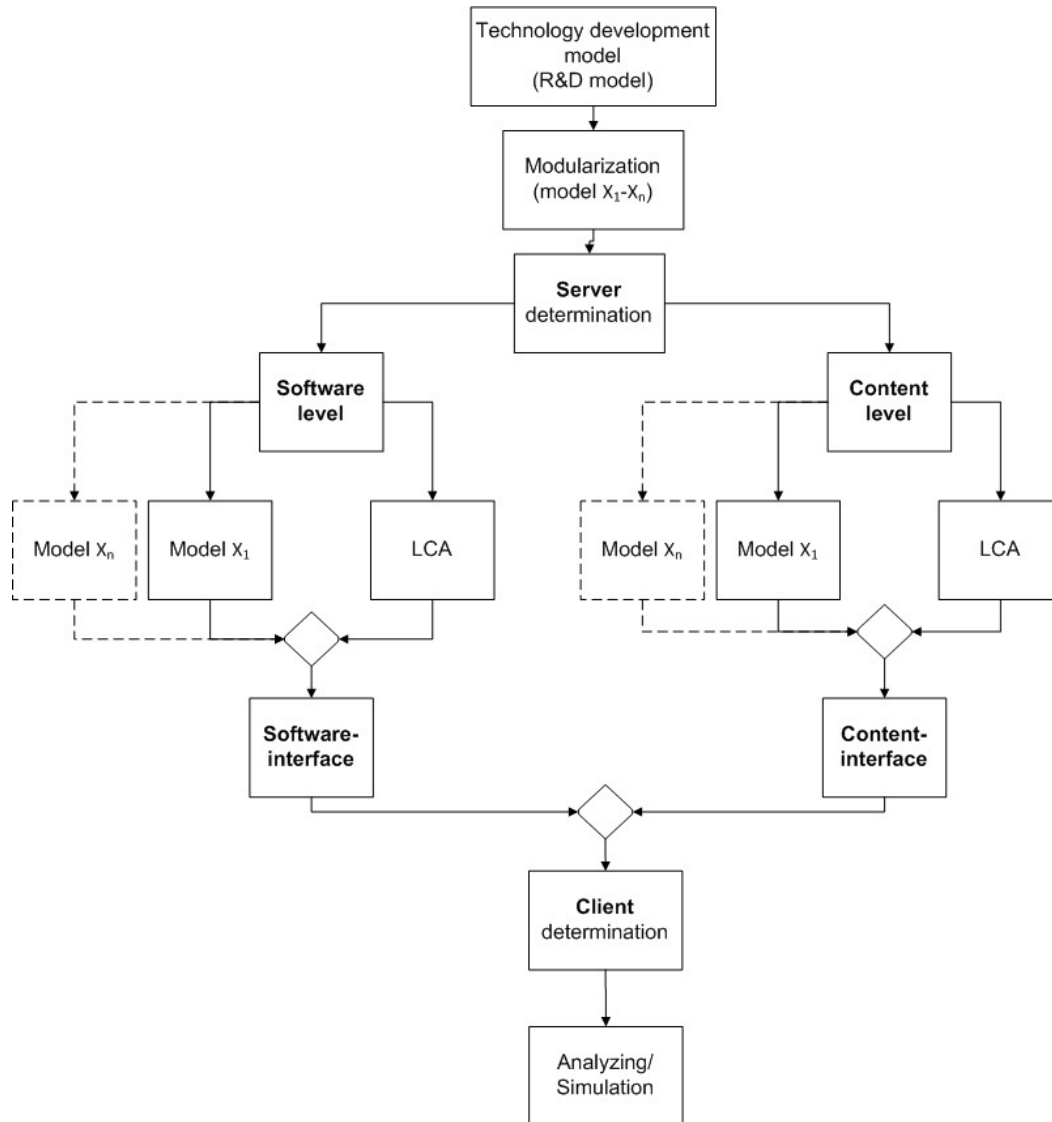 Technology development
model
(R&D model)
Modularization
(model X₁-Xₙ)
Server
determination
Software
level
Content
level
Model Xₙ
Model X₁
LCA
Model Xₙ
Model X₁
LCA
Software-
interface
Content-
interface
Client
determination
Analyzing/
Simulation